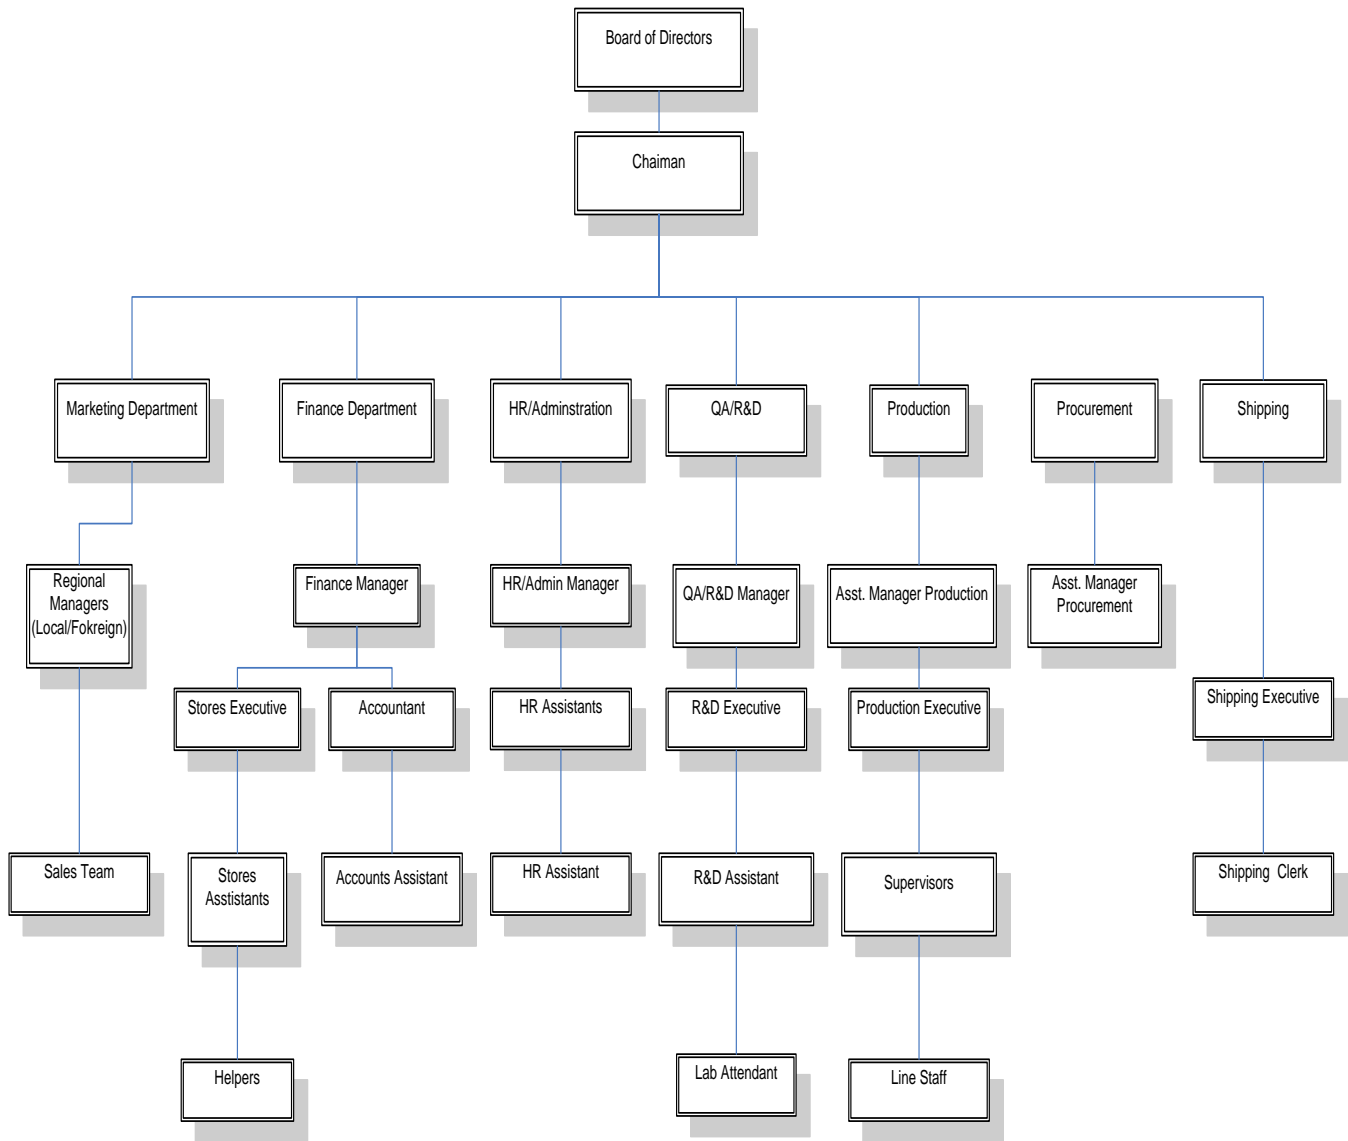 Board of Directors
Chaiman
Marketing Department
Finance Department
HR/Adminstration
QA/R&D
Production
Procurement
Shipping
Regional
Managers
(Local/Fokreign)
Finance Manager
HR/Admin Manager
QA/R&D Manager
Asst. Manager Production
Asst. Manager
Procurement
Stores Executive
Accountant
HR Assistants
R&D Executive
Production Executive
Shipping Executive
Sales Team
Stores
Asstistants
Accounts Assistant
HR Assistant
R&D Assistant
Supervisors
Shipping Clerk
Helpers
Lab Attendant
Line Staff